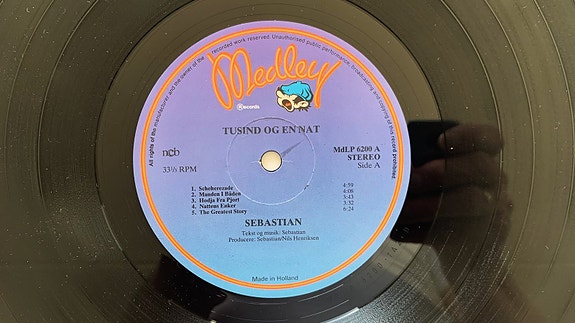 All rights of the manufacturer and the owner of the recorded work reserved. Unauthorised public performance, broadcasting and copying of this record prohibited
Medley
Records
TUSIND OG EN NAT
ncb
MdLP 6200 A
STEREO
33⅓ RPM
Side A
1. Scheherezade 4:59
2. Manden I Båden 4:08
3. Hodja Fra Pjort 3:43
4. Nattens Enker 3:52
5. The Greatest Story 6:24
SEBASTIAN
Tekst og musik: Sebastian
Producere: Sebastian/Nils Henriksen
Made in Holland